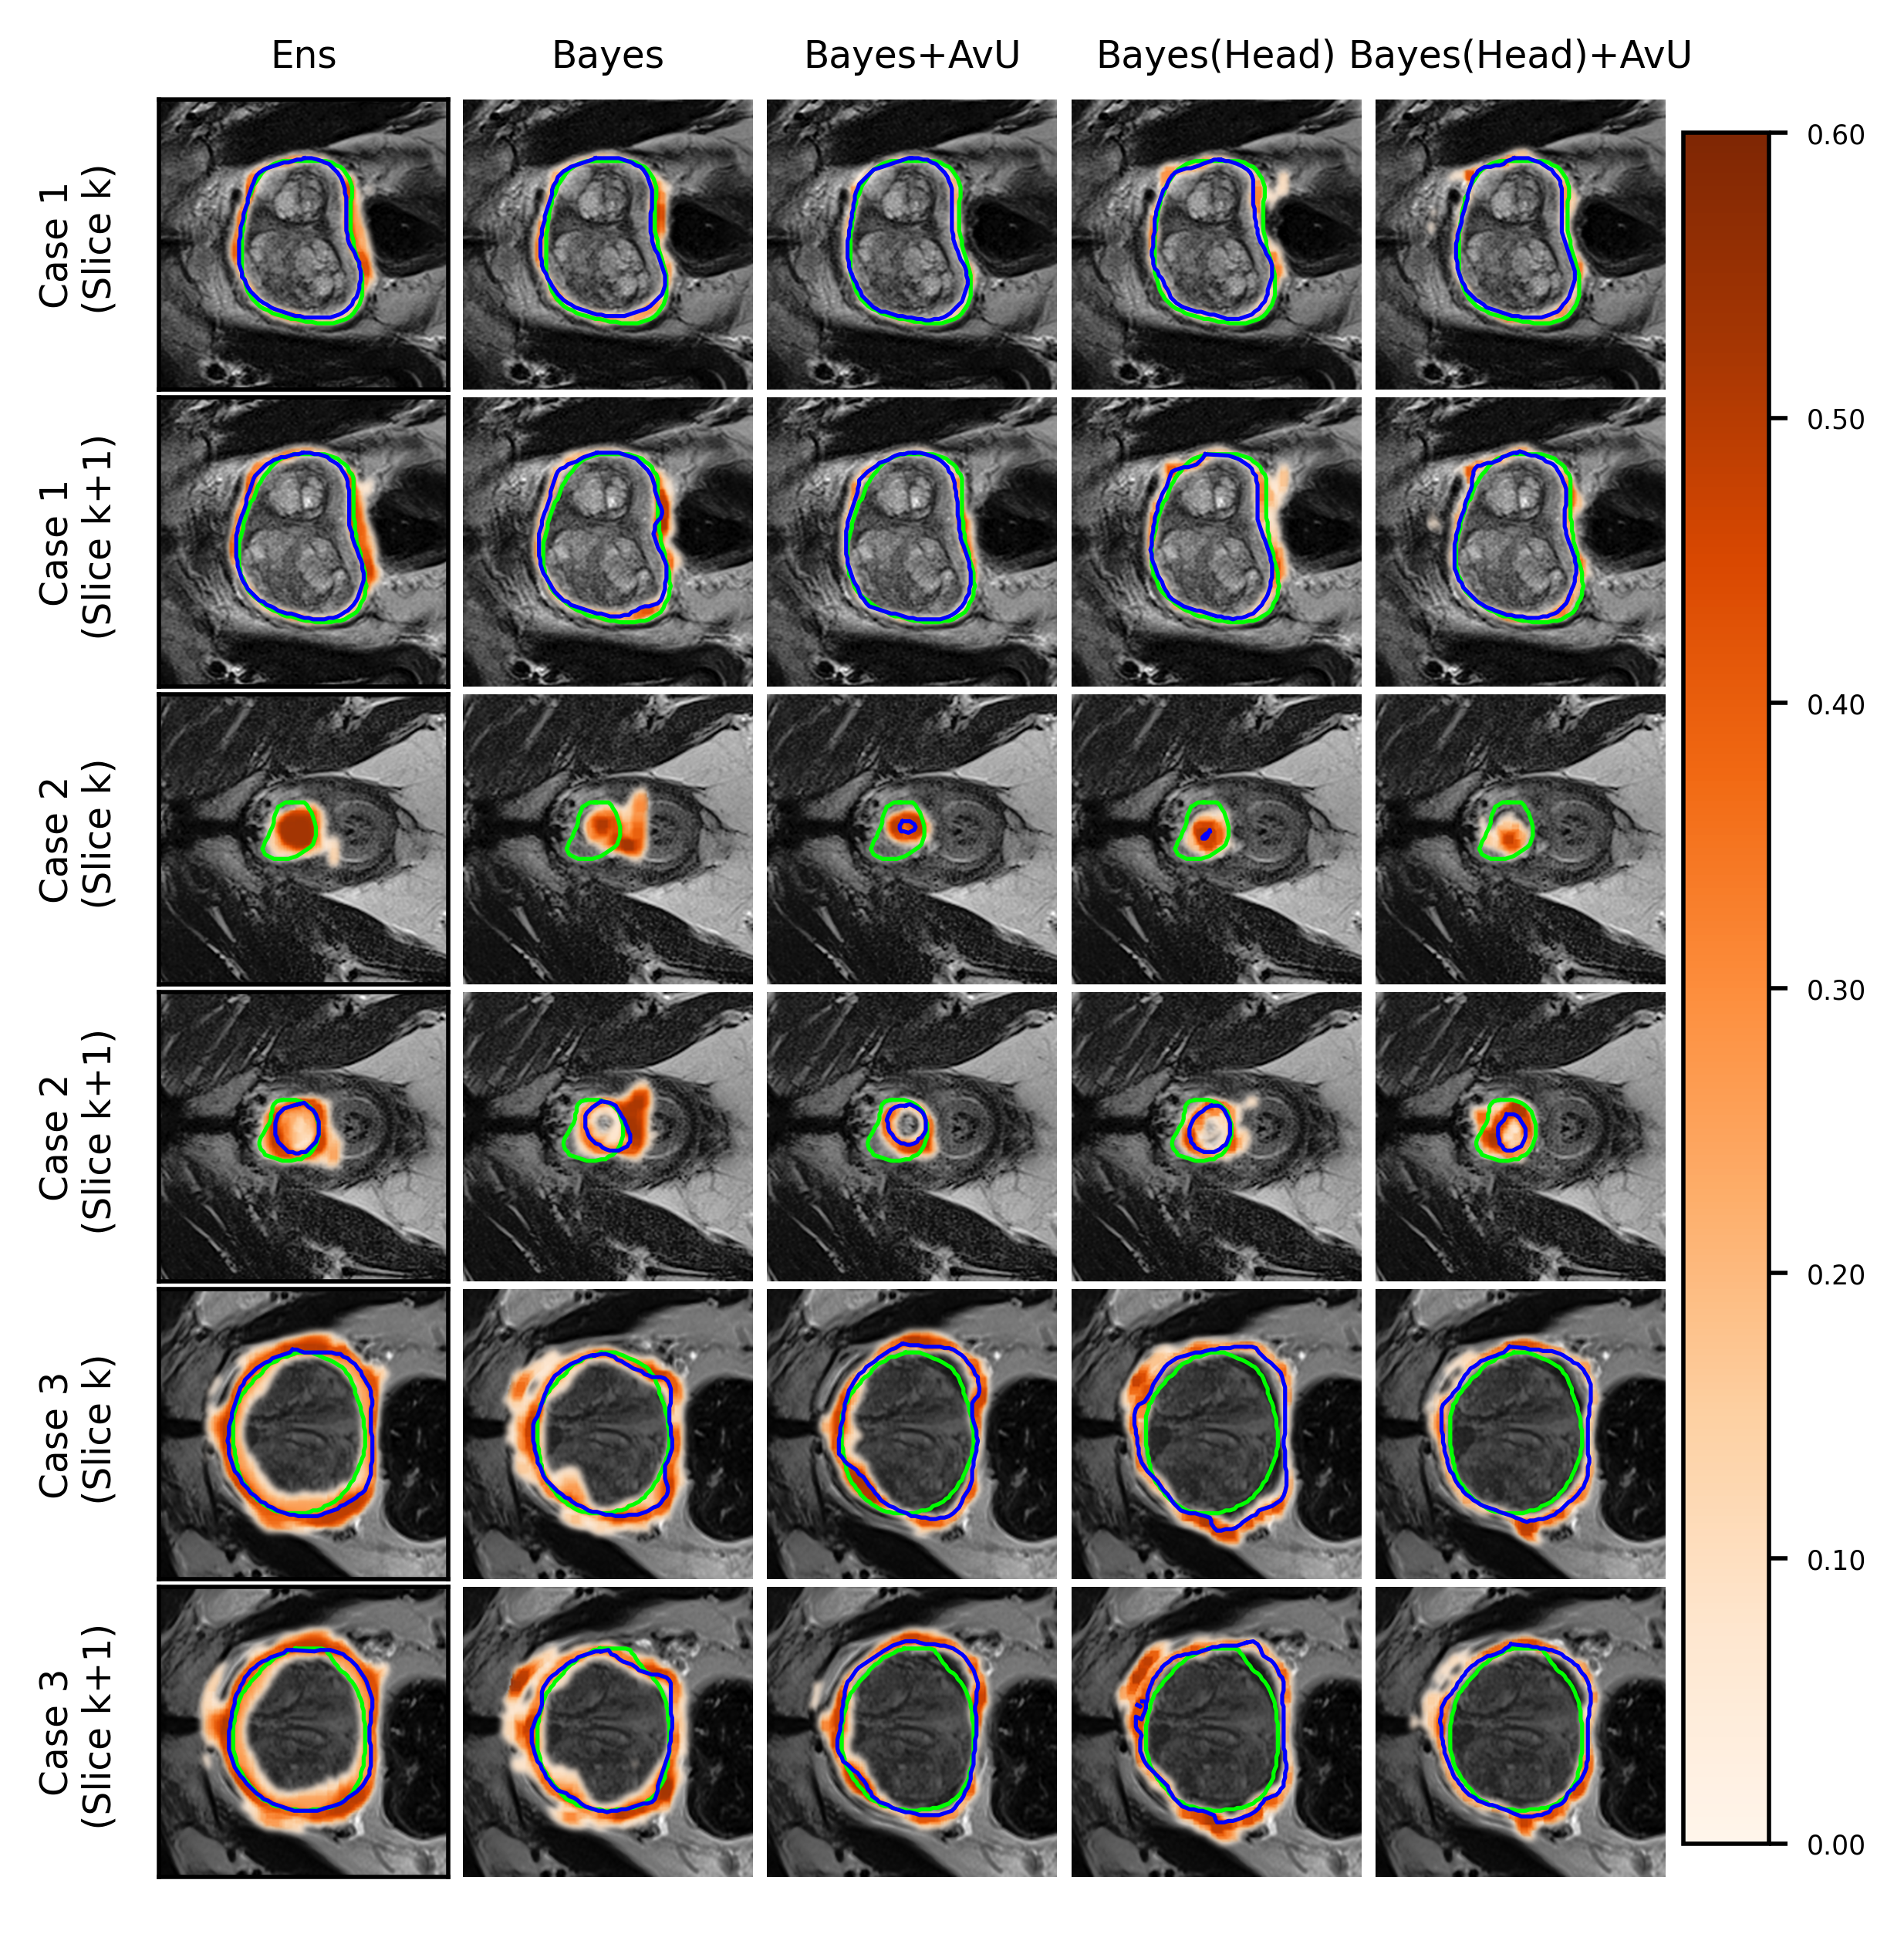 Ens Bayes Bayes+AvU Bayes(Head) Bayes(Head)+AvU
Case 1
(Slice k)
Case 1
(Slice k+1)
Case 2
(Slice k)
Case 2
(Slice k+1)
Case 3
(Slice k)
Case 3
(Slice k+1)
0.60
0.50
0.40
0.30
0.20
0.10
0.00